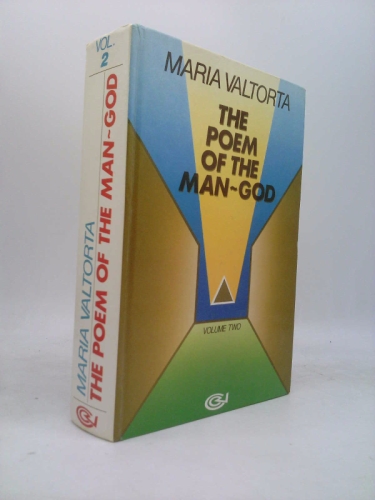 VOL.
2
MARIA VALTORTA
THE POEM OF THE MAN~GOD
MARIA VALTORTA
THE
POEM
OF THE
MAN~GOD
VOLUME TWO